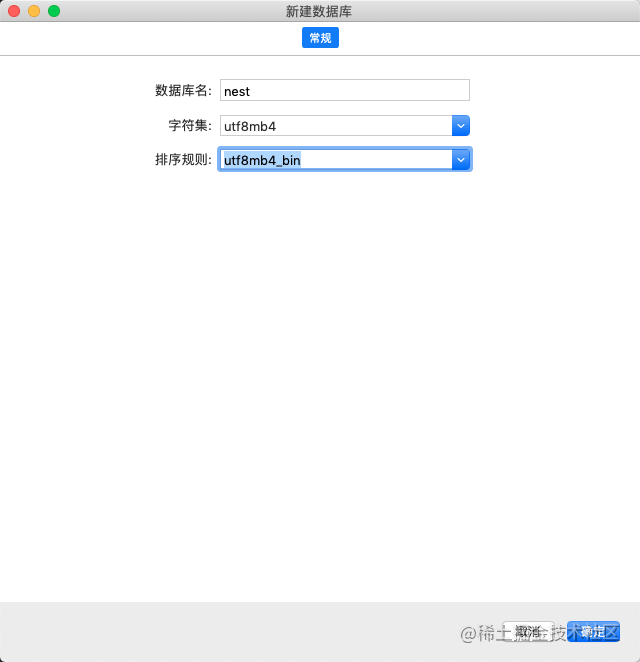 新建数据库
常规
数据库名: nest
字符集: utf8mb4
排序规则: utf8mb4_bin
取消 确定
@稀土掘金技术社区